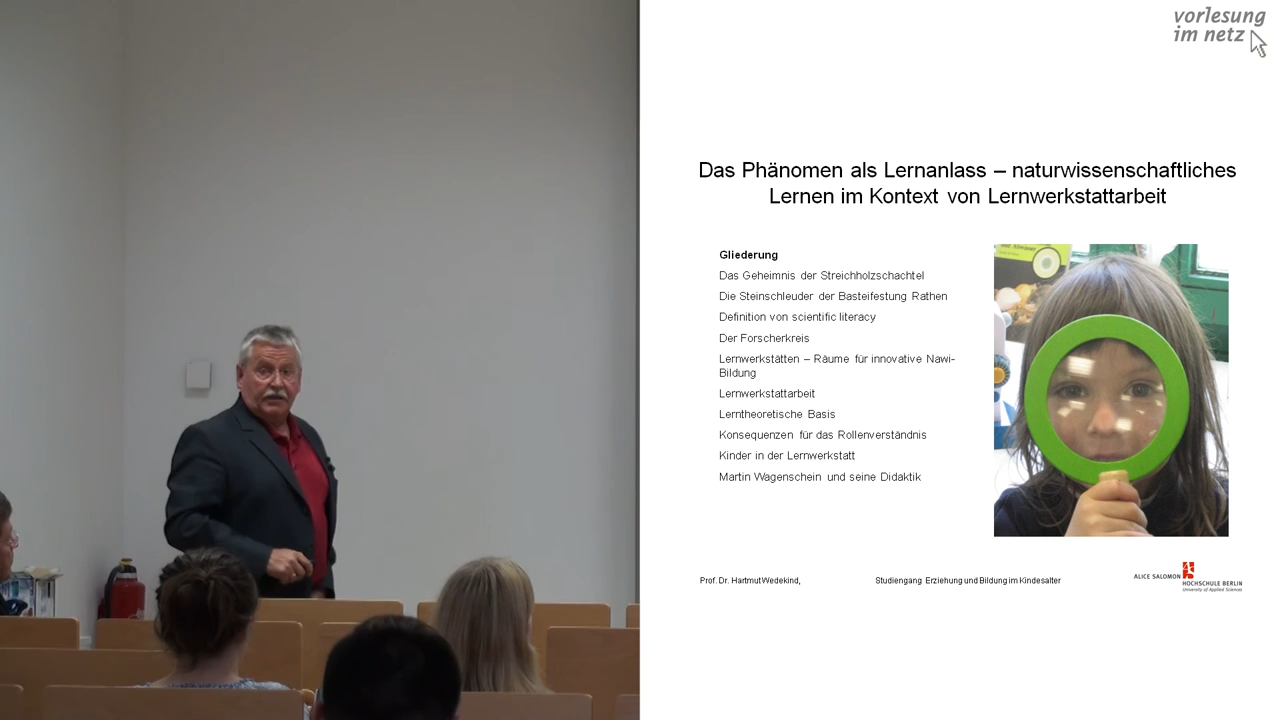 vorlesung
im netz
Das Phänomen als Lernanlass – naturwissenschaftliches
Lernen im Kontext von Lernwerkstattarbeit
Gliederung
Das Geheimnis der Streichholzschachtel
Die Steinschleuder der Basteifestung Rathen
Definition von scientific literacy
Der Forscherkreis
Lernwerkstätten – Räume für innovative Nawi-
Bildung
Lernwerkstattarbeit
Lerntheoretische Basis
Konsequenzen für das Rollenverständnis
Kinder in der Lernwerkstatt
Martin Wagenschein und seine Didaktik
Prof. Dr. Hartmut Wedekind,
Studiengang Erziehung und Bildung im Kindesalter
ALICE SALOMON
HOCHSCHULE BERLIN
University of Applied Sciences